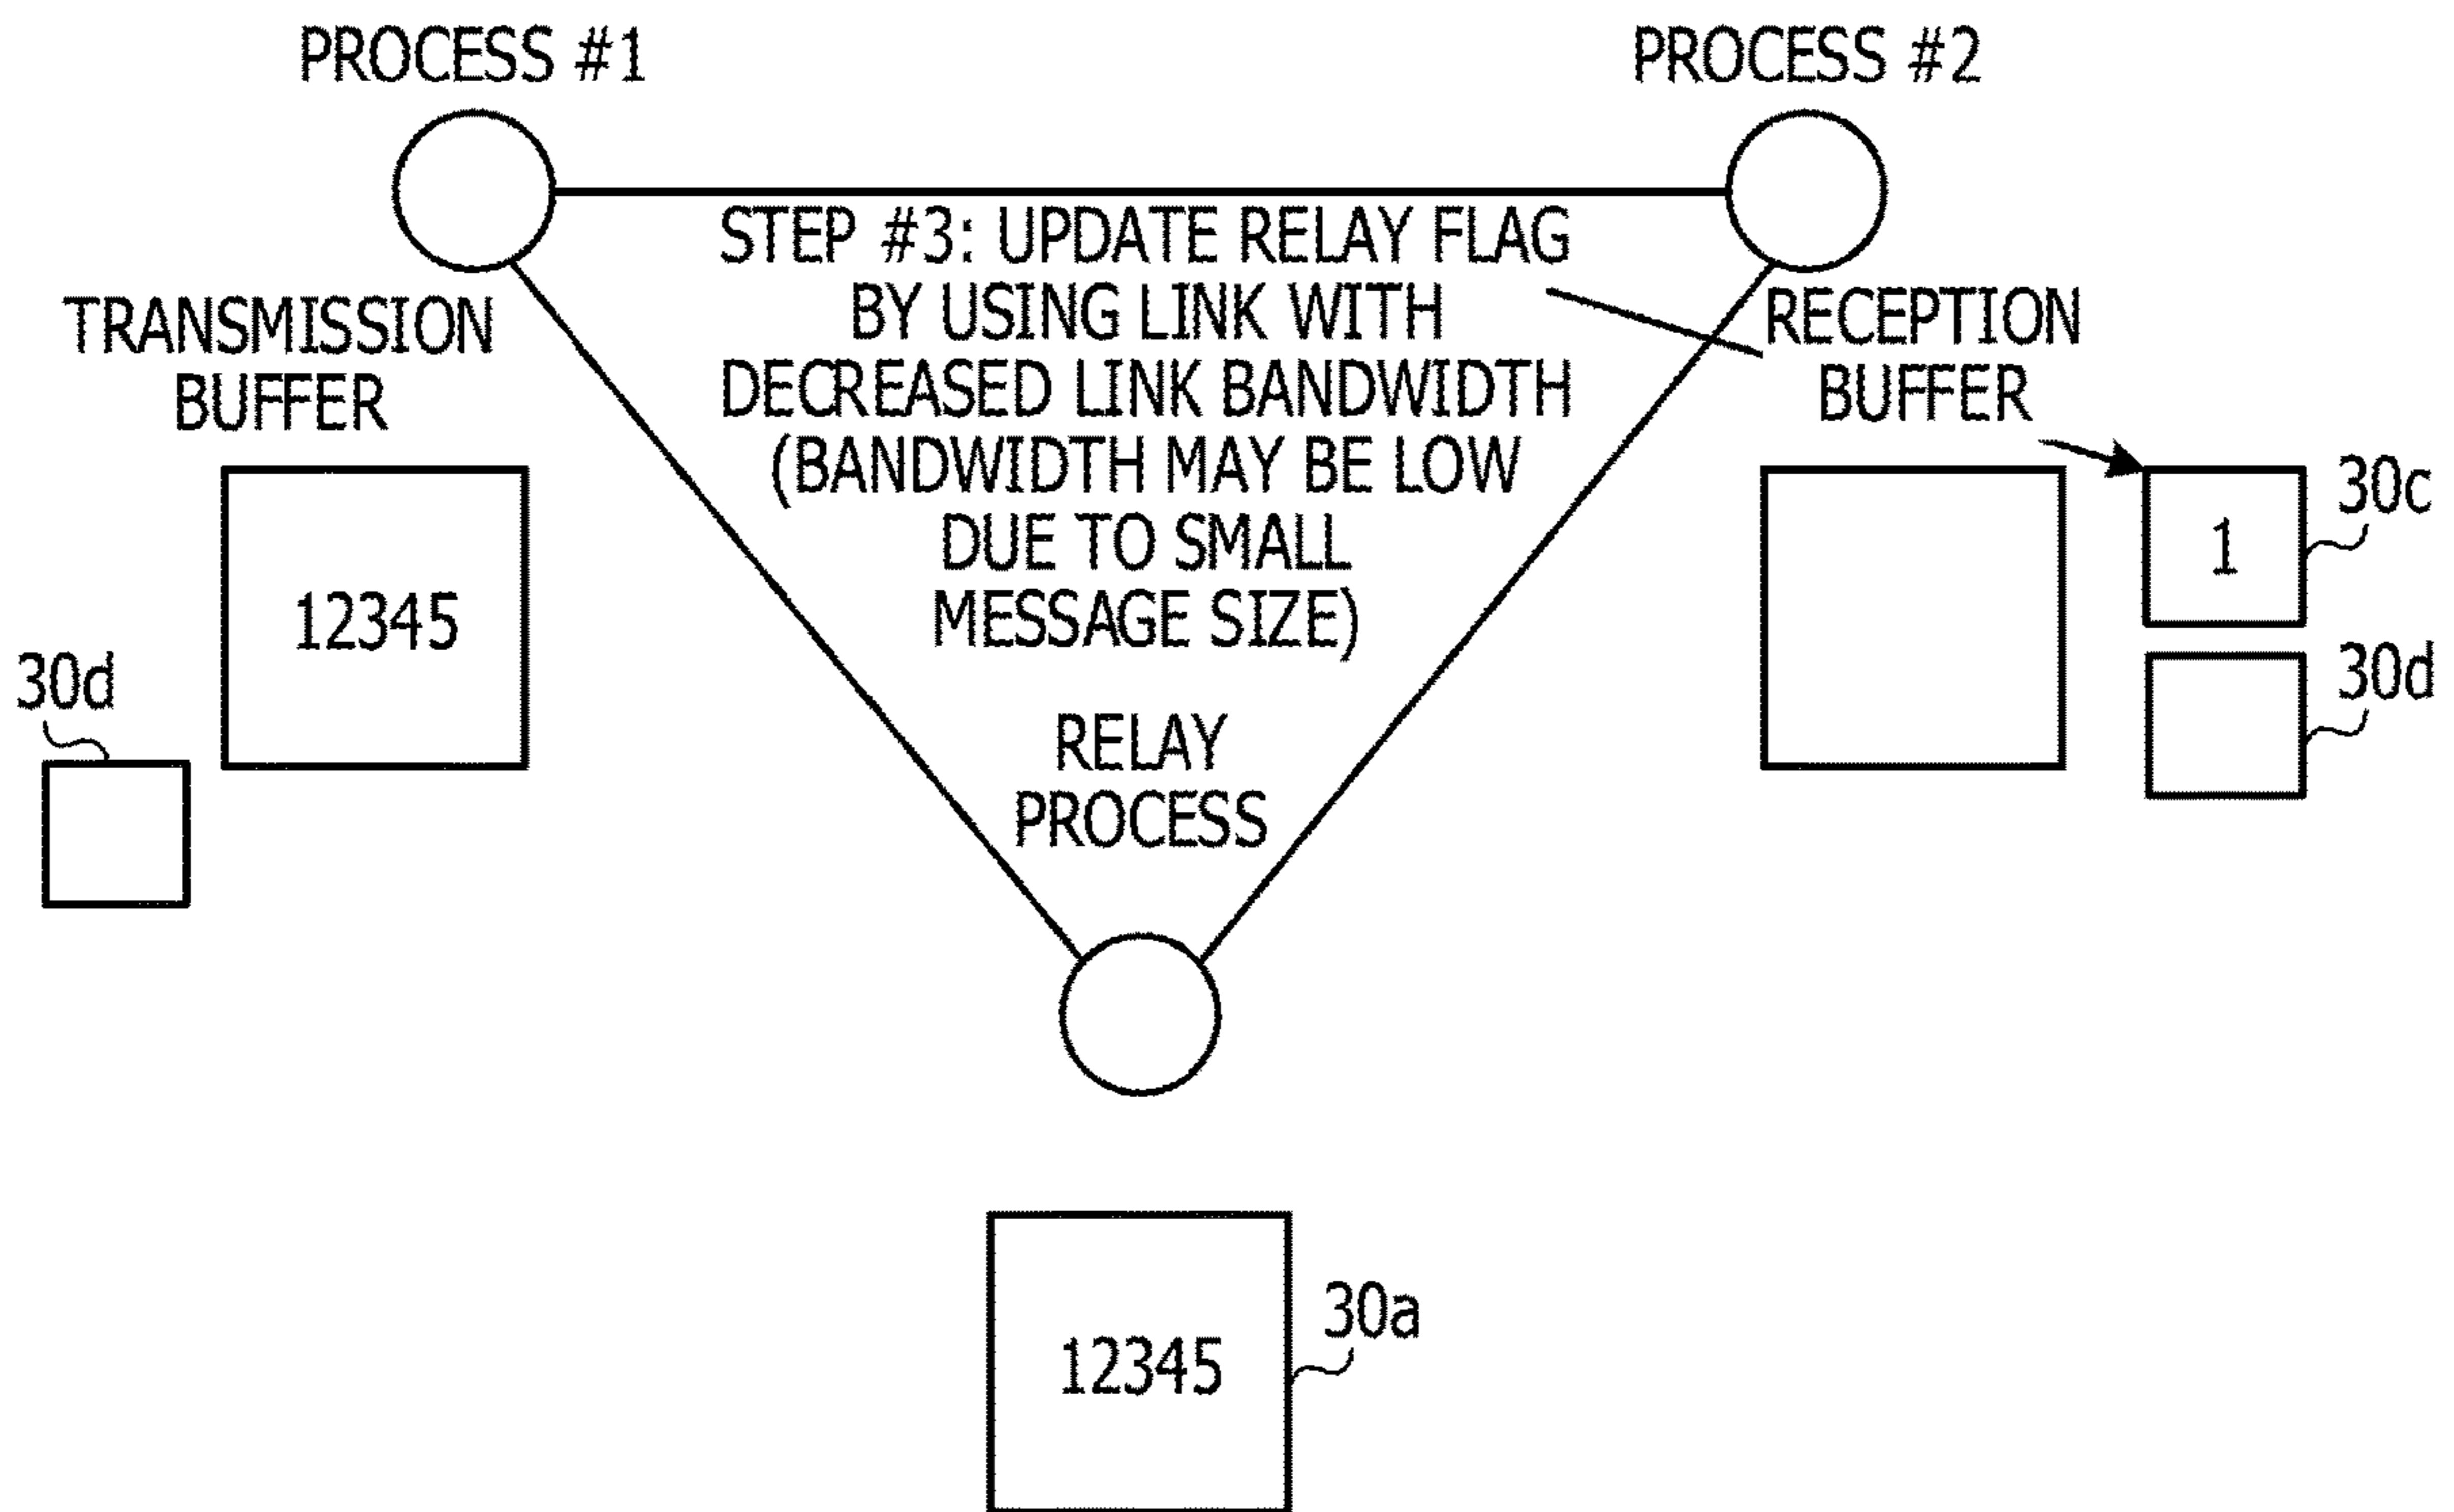 PROCESS #1
PROCESS #2
STEP #3: UPDATE RELAY FLAG
BY USING LINK WITH
DECREASED LINK BANDWIDTH
(BANDWIDTH MAY BE LOW
DUE TO SMALL
MESSAGE SIZE)
TRANSMISSION
BUFFER
12345
30d
RECEPTION
BUFFER
30c
1
30d
RELAY
PROCESS
30a
12345